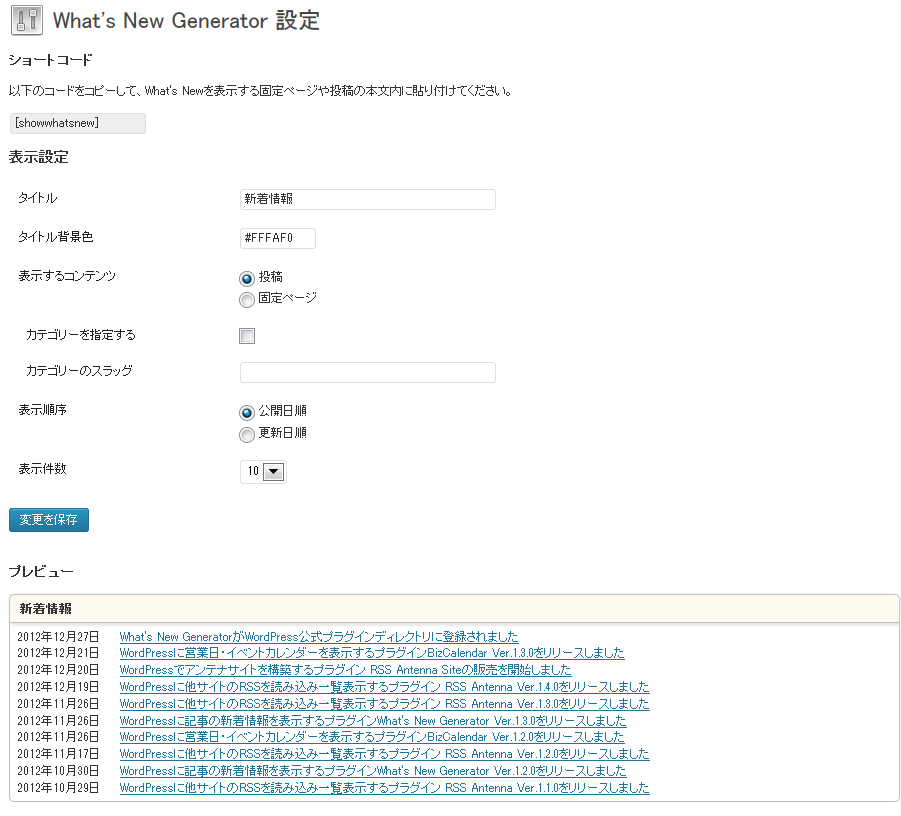 What's New Generator 設定
ショートコード
以下のコードをコピーして、What's Newを表示する固定ページや投稿の本文内に貼り付けてください。
[showwhatsnew]
表示設定
タイトル 新着情報
タイトル背景色 #FFFAF0
表示するコンテンツ 投稿
固定ページ
カテゴリーを指定する
カテゴリーのスラッグ
表示順序 公開日順
更新日順
表示件数 10
変更を保存
プレビュー
新着情報
2012年12月27日 What's New GeneratorがWordPress公式プラグインディレクトリに登録されました
2012年12月21日 WordPressに営業日・イベントカレンダーを表示するプラグインBizCalendar Ver.1.3.0をリリースしました
2012年12月20日 WordPressでアンテナサイトを構築するプラグイン RSS Antenna Siteの販売を開始しました
2012年12月19日 WordPressに他サイトのRSSを読み込み一覧表示するプラグイン RSS Antenna Ver.1.4.0をリリースしました
2012年11月26日 WordPressに他サイトのRSSを読み込み一覧表示するプラグイン RSS Antenna Ver.1.3.0をリリースしました
2012年11月26日 WordPressに記事の新着情報を表示するプラグインWhat's New Generator Ver.1.3.0をリリースしました
2012年11月26日 WordPressに営業日・イベントカレンダーを表示するプラグインBizCalendar Ver.1.2.0をリリースしました
2012年11月17日 WordPressに他サイトのRSSを読み込み一覧表示するプラグイン RSS Antenna Ver.1.2.0をリリースしました
2012年10月30日 WordPressに記事の新着情報を表示するプラグインWhat's New Generator Ver.1.2.0をリリースしました
2012年10月29日 WordPressに他サイトのRSSを読み込み一覧表示するプラグイン RSS Antenna Ver.1.1.0をリリースしました